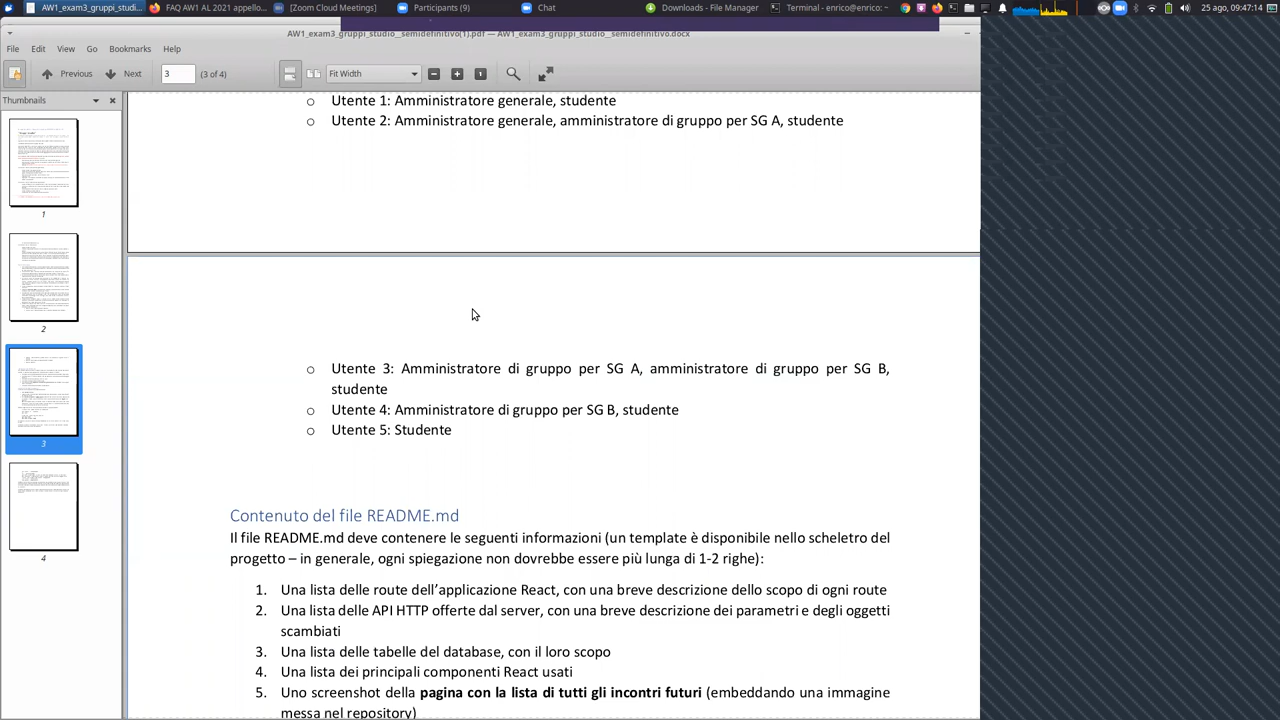 AW1_exam3_gruppi_studi...
FAQ AW1 AL 2021 appello...
[Zoom Cloud Meetings]
Participants (9)
Chat
Downloads - File Manager
Terminal - enrico@enrico: ~
25 ago, 09:47:14
AW1_exam3_gruppi_studio__semidefinitivo(1).pdf — AW1_exam3_gruppi_studio__semidefinitivo.docx
File Edit View Go Bookmarks Help
Previous Next 3 (3 of 4) Fit Width
Thumbnails
1
2
3
4
o Utente 1: Amministratore generale, studente
o Utente 2: Amministratore generale, amministratore di gruppo per SG A, studente
o Utente 3: Amministratore di gruppo per SG A, amministratore di gruppo per SG B,
studente
o Utente 4: Amministratore di gruppo per SG B, studente
o Utente 5: Studente
Contenuto del file README.md
Il file README.md deve contenere le seguenti informazioni (un template è disponibile nello scheletro del
progetto – in generale, ogni spiegazione non dovrebbe essere più lunga di 1-2 righe):
1. Una lista delle route dell’applicazione React, con una breve descrizione dello scopo di ogni route
2. Una lista delle API HTTP offerte dal server, con una breve descrizione dei parametri e degli oggetti
scambiati
3. Una lista delle tabelle del database, con il loro scopo
4. Una lista dei principali componenti React usati
5. Uno screenshot della pagina con la lista di tutti gli incontri futuri (embeddando una immagine
messa nel repository)